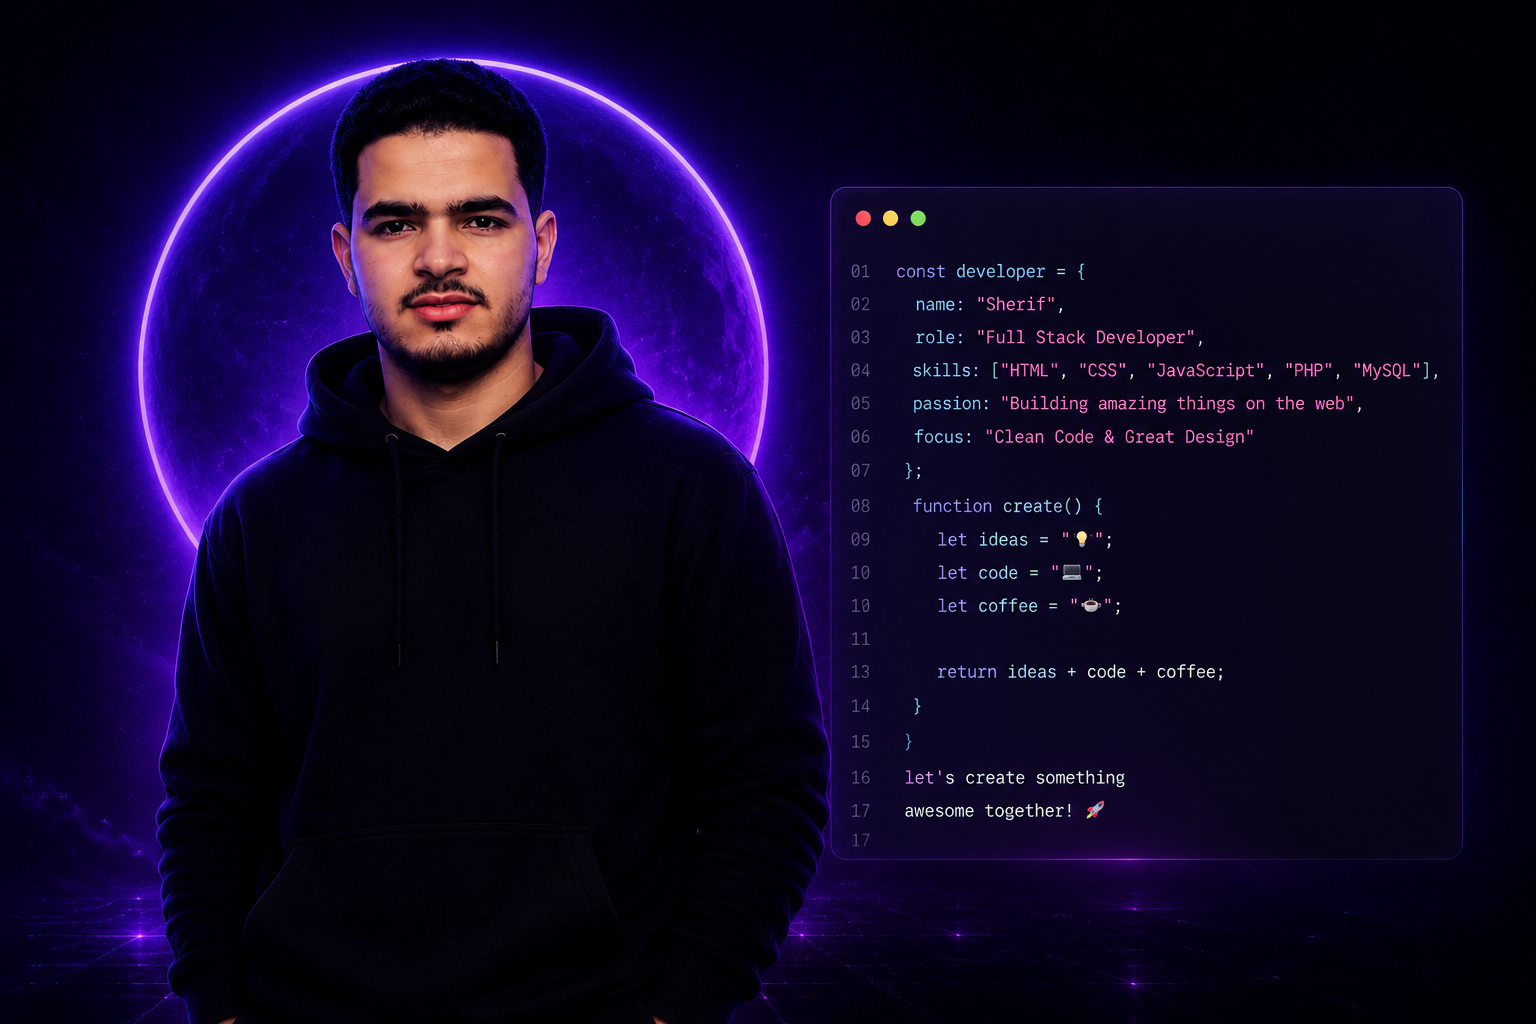 01 const developer = {
02 name: "Sherif",
03 role: "Full Stack Developer",
04 skills: ["HTML", "CSS", "JavaScript", "PHP", "MySQL"],
05 passion: "Building amazing things on the web",
06 focus: "Clean Code & Great Design"
07 };
08 function create() {
09 let ideas = "💡";
10 let code = "💻";
10 let coffee = "☕";
11
13 return ideas + code + coffee;
14 }
15 }
16 let's create something
17 awesome together! 🚀
17